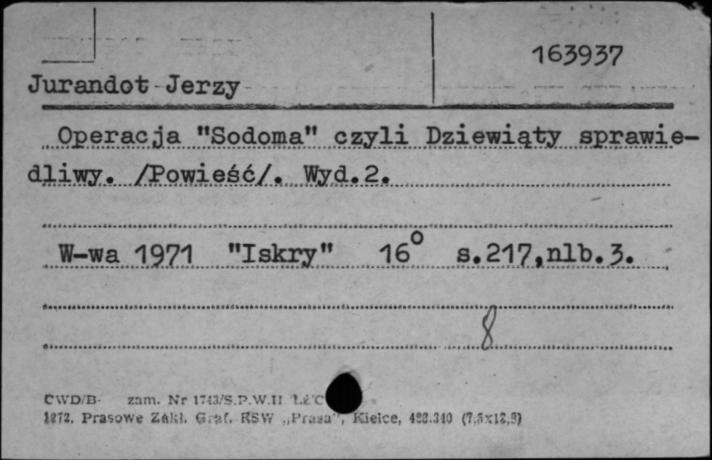 163937
Jurandot Jerzy
Operacja "Sodoma" czyli Dziewiąty sprawie-
dliwy. /Powieść/. Wyd.2.
W-wa 1971 "Iskry" 16° s.217,nlb.3.
8
CWD/B- zam. Nr 1743/S.P.W.H
Prasowe Zakł. Graf. RSW „Prasa", Kielce,